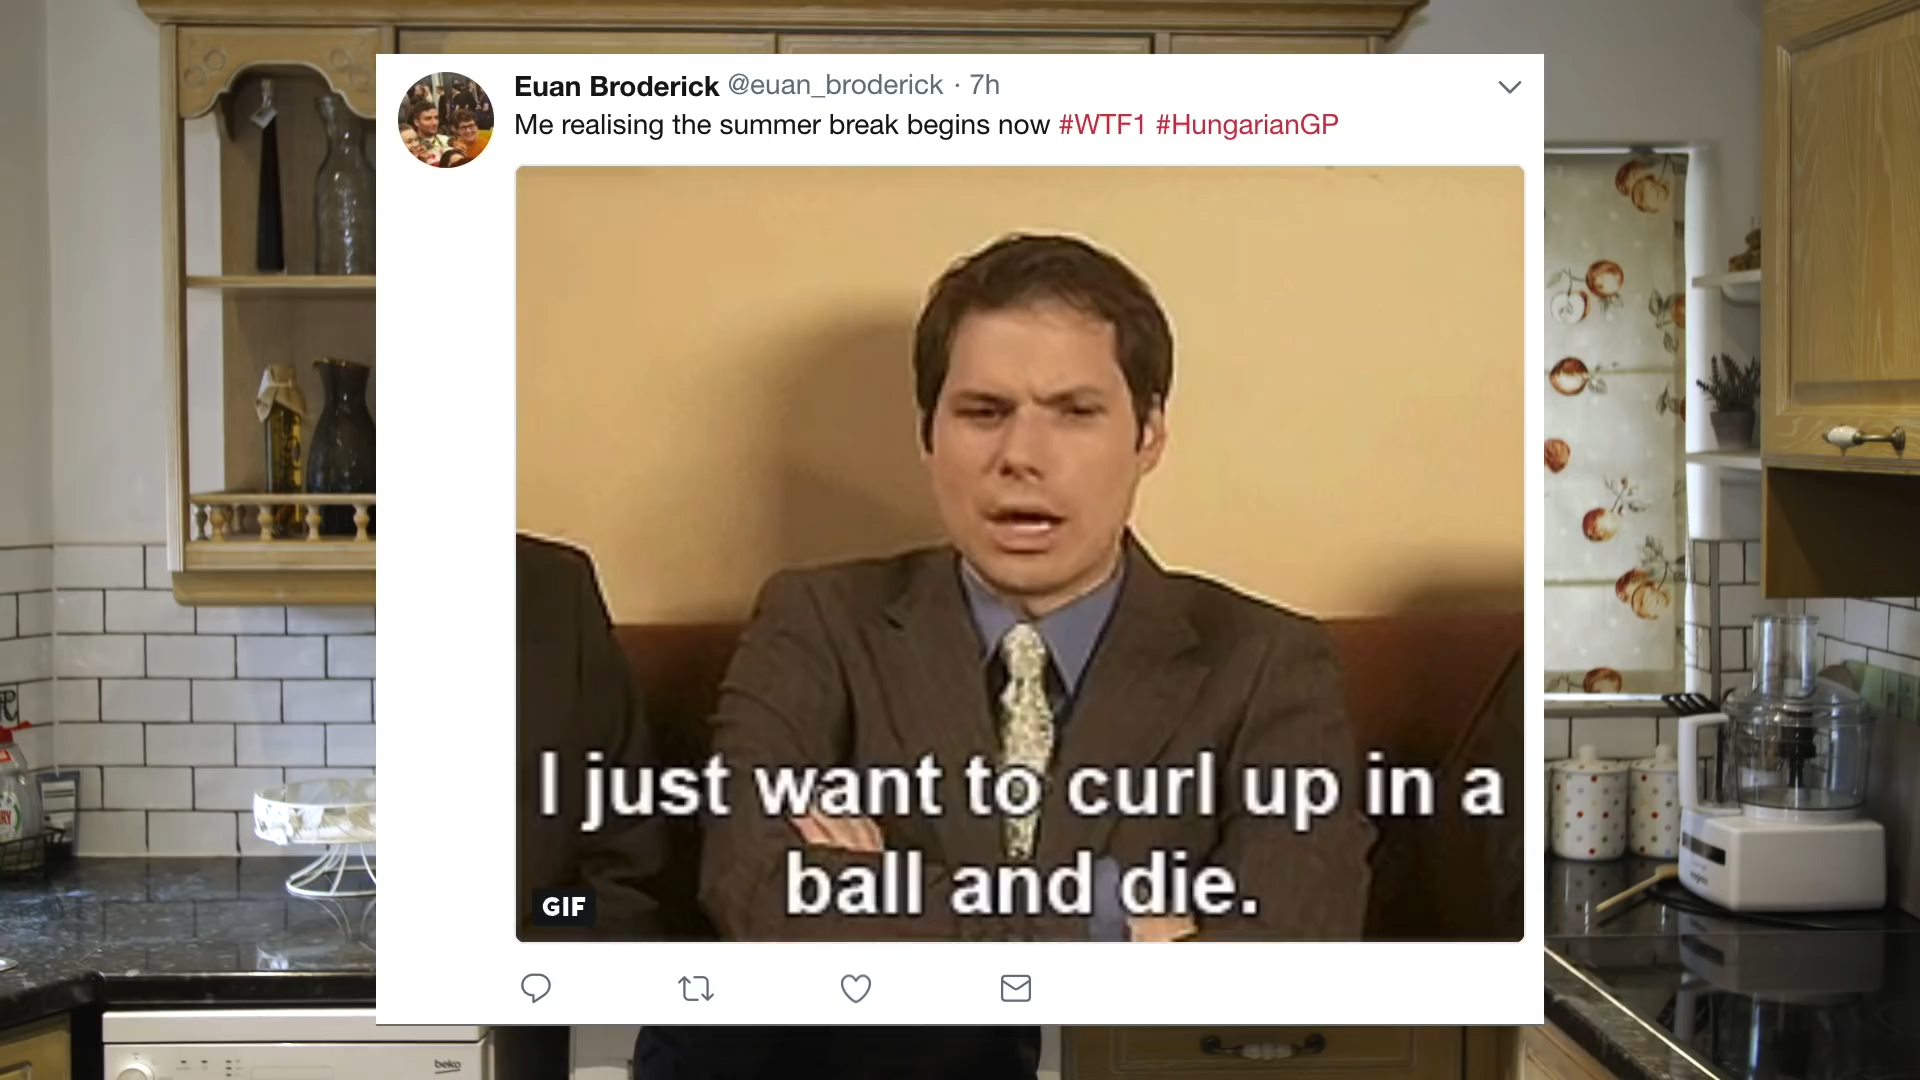 Euan Broderick @euan_broderick · 7h
Me realising the summer break begins now #WTF1 #HungarianGP
I just want to curl up in a
ball and die.
GIF
beko